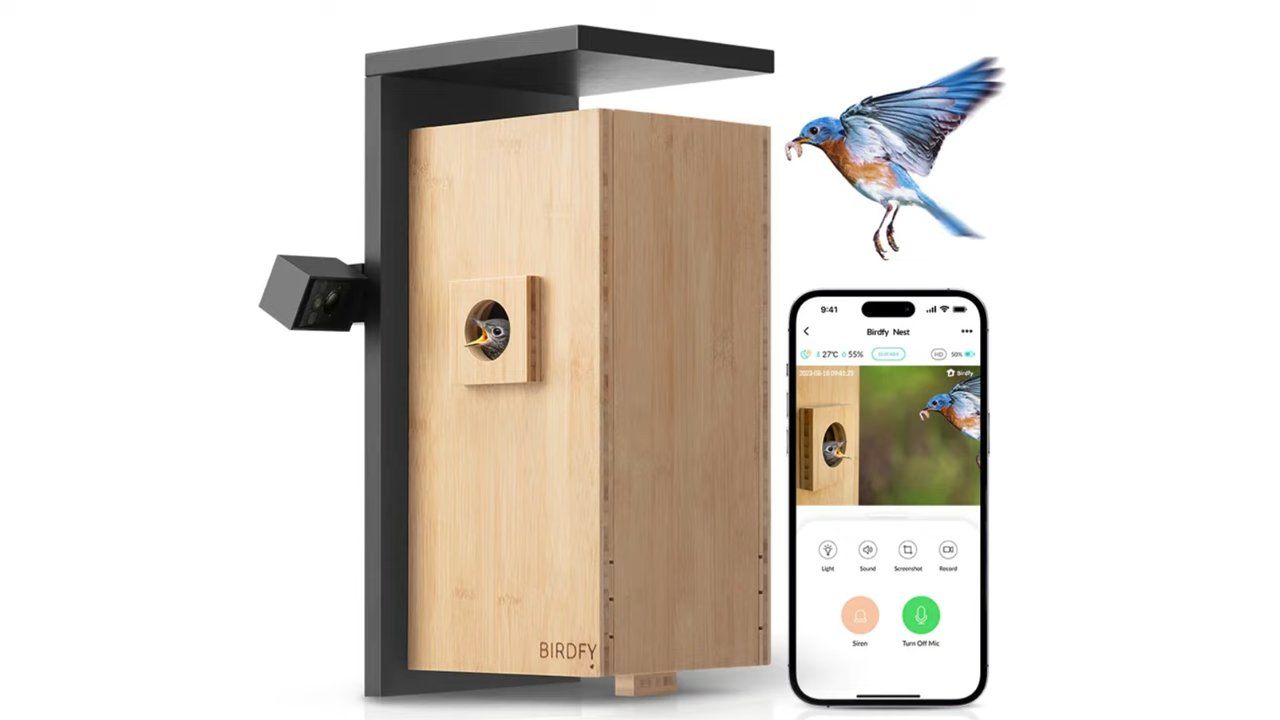 BIRDFY
9:41
Birdfy Nest
27°C 55% HD 50%
Birdfy
Light Sound Screenshot Record
Siren Turn Off Mic